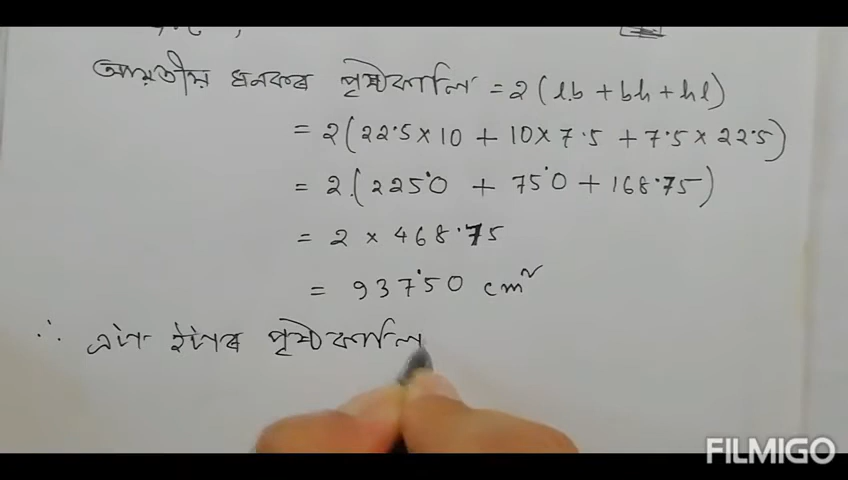 আয়তীয় ঘনকৰ পৃষ্ঠকালি = 2 (l.b + bh + hl)
= 2 (22.5 × 10 + 10 × 7.5 + 7.5 × 22.5)
= 2 (225.0 + 75.0 + 168.75)
= 2 × 468.75
= 937.50 cm²
∴ এটা ইটাৰ পৃষ্ঠকালি
FILMIGO